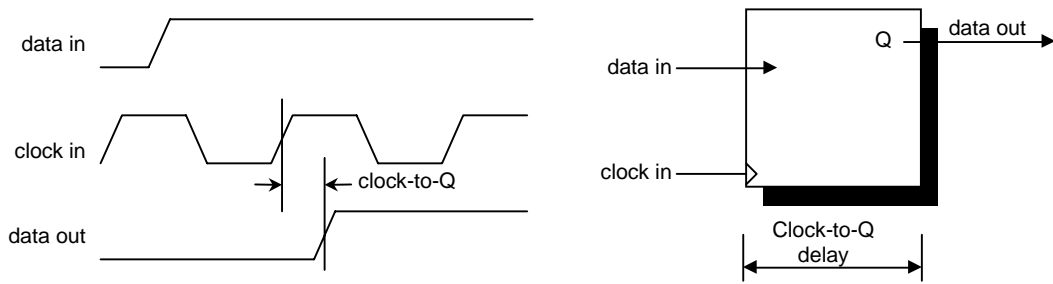 data in
clock in
clock-to-Q
data out
Q
data out
data in
clock in
Clock-to-Q
delay